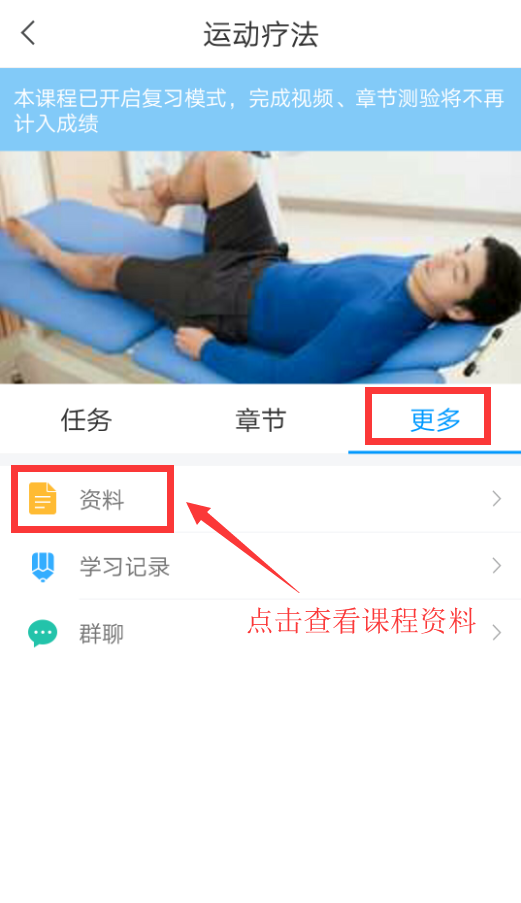 运动疗法
本课程已开启复习模式，完成视频、章节测验将不再
计入成绩
任务
章节
更多
资料
学习记录
点击查看课程资料
群聊